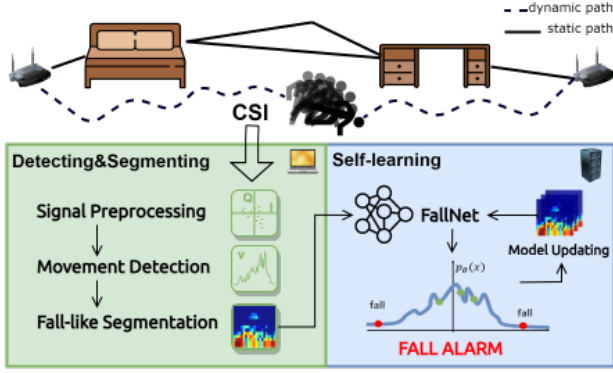 dynamic path
static path
CSI
Detecting&Segmenting
Self-learning
Q
I
Signal Preprocessing
FallNet
V
Model Updating
Movement Detection
pₐ(x)
fall
fall
Fall-like Segmentation
FALL ALARM